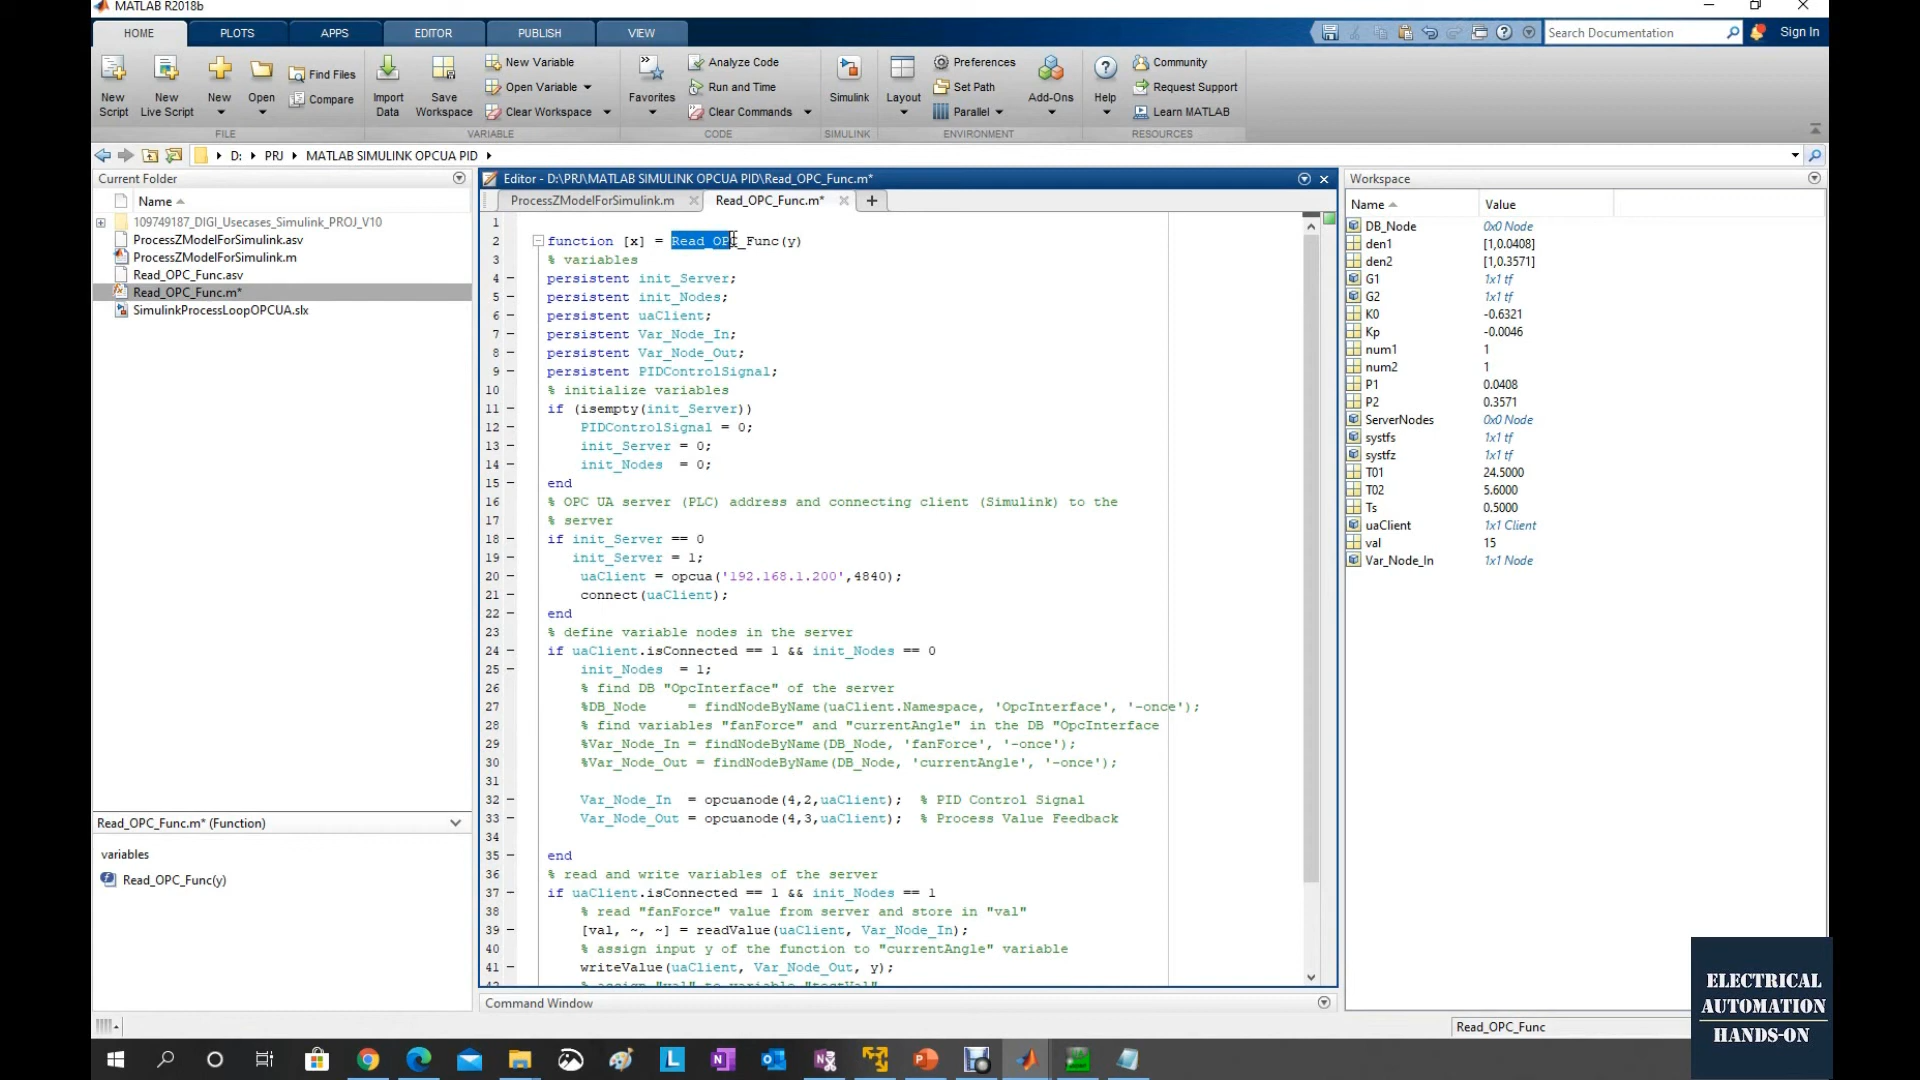 MATLAB R2018b
HOME
PLOTS
APPS
EDITOR
PUBLISH
VIEW
Search Documentation
Sign In
New Script
New Live Script
New
Open
Find Files
Compare
Import Data
Save Workspace
New Variable
Open Variable
Clear Workspace
Favorites
Analyze Code
Run and Time
Clear Commands
Simulink
Layout
Preferences
Set Path
Parallel
Add-Ons
Help
Community
Request Support
Learn MATLAB
FILE
VARIABLE
CODE
SIMULINK
ENVIRONMENT
RESOURCES
D:
PRJ
MATLAB SIMULINK OPCUA PID
Current Folder
Name
109749187_DIGI_Usecases_Simulink_PROJ_V10
ProcessZModelForSimulink.asv
ProcessZModelForSimulink.m
Read_OPC_Func.asv
Read_OPC_Func.m*
SimulinkProcessLoopOPCUA.slx
Read_OPC_Func.m* (Function)
variables
Read_OPC_Func(y)
Editor - D:\PRJ\MATLAB SIMULINK OPCUA PID\Read_OPC_Func.m*
ProcessZModelForSimulink.m
Read_OPC_Func.m*
1
2 function [x] = Read_OPC_Func(y)
3 % variables
4 persistent init_Server;
5 persistent init_Nodes;
6 persistent uaClient;
7 persistent Var_Node_In;
8 persistent Var_Node_Out;
9 persistent PIDControlSignal;
10 % initialize variables
11 if (isempty(init_Server))
12 PIDControlSignal = 0;
13 init_Server = 0;
14 init_Nodes = 0;
15 end
16 % OPC UA server (PLC) address and connecting client (Simulink) to the
17 % server
18 if init_Server == 0
19 init_Server = 1;
20 uaClient = opcua('192.168.1.200',4840);
21 connect(uaClient);
22 end
23 % define variable nodes in the server
24 if uaClient.isConnected == 1 && init_Nodes == 0
25 init_Nodes = 1;
26 % find DB "OpcInterface" of the server
27 %DB_Node = findNodeByName(uaClient.Namespace, 'OpcInterface', '-once');
28 % find variables "fanForce" and "currentAngle" in the DB "OpcInterface
29 %Var_Node_In = findNodeByName(DB_Node, 'fanForce', '-once');
30 %Var_Node_Out = findNodeByName(DB_Node, 'currentAngle', '-once');
31
32 Var_Node_In = opcuanode(4,2,uaClient); % PID Control Signal
33 Var_Node_Out = opcuanode(4,3,uaClient); % Process Value Feedback
34
35 end
36 % read and write variables of the server
37 if uaClient.isConnected == 1 && init_Nodes == 1
38 % read "fanForce" value from server and store in "val"
39 [val, ~, ~] = readValue(uaClient, Var_Node_In);
40 % assign input y of the function to "currentAngle" variable
41 writeValue(uaClient, Var_Node_Out, y);
Command Window
Workspace
Name Value
DB_Node 0x0 Node
den1 [1,0.0408]
den2 [1,0.3571]
G1 1x1 tf
G2 1x1 tf
K0 -0.6321
Kp -0.0046
num1 1
num2 1
P1 0.0408
P2 0.3571
ServerNodes 0x0 Node
systfs 1x1 tf
systfz 1x1 tf
T01 24.5000
T02 5.6000
Ts 0.5000
uaClient 1x1 Client
val 15
Var_Node_In 1x1 Node
Read_OPC_Func
ELECTRICAL
AUTOMATION
HANDS-ON